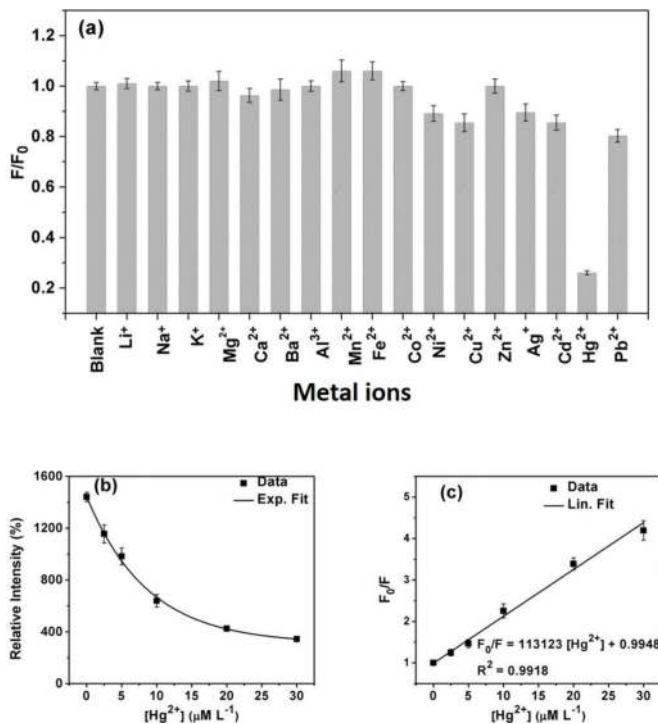 (a)
1.2
1.0
0.8
0.6
0.4
0.2
F/F₀
Blank
Li⁺
Na⁺
K⁺
Mg²⁺
Ca²⁺
Ba²⁺
Al³⁺
Mn²⁺
Fe²⁺
Co²⁺
Ni²⁺
Cu²⁺
Zn²⁺
Ag⁺
Cd²⁺
Hg²⁺
Pb²⁺
Metal ions
(b)
Data
Exp. Fit
1600
1200
800
400
0
Relative Intensity (%)
0 5 10 15 20 25 30
[Hg²⁺] (μM L⁻¹)
(c)
Data
Lin. Fit
5
4
3
2
1
F₀/F
F₀/F = 113123 [Hg²⁺] + 0.9948
R² = 0.9918
0 5 10 15 20 25 30
[Hg²⁺] (μM L⁻¹)